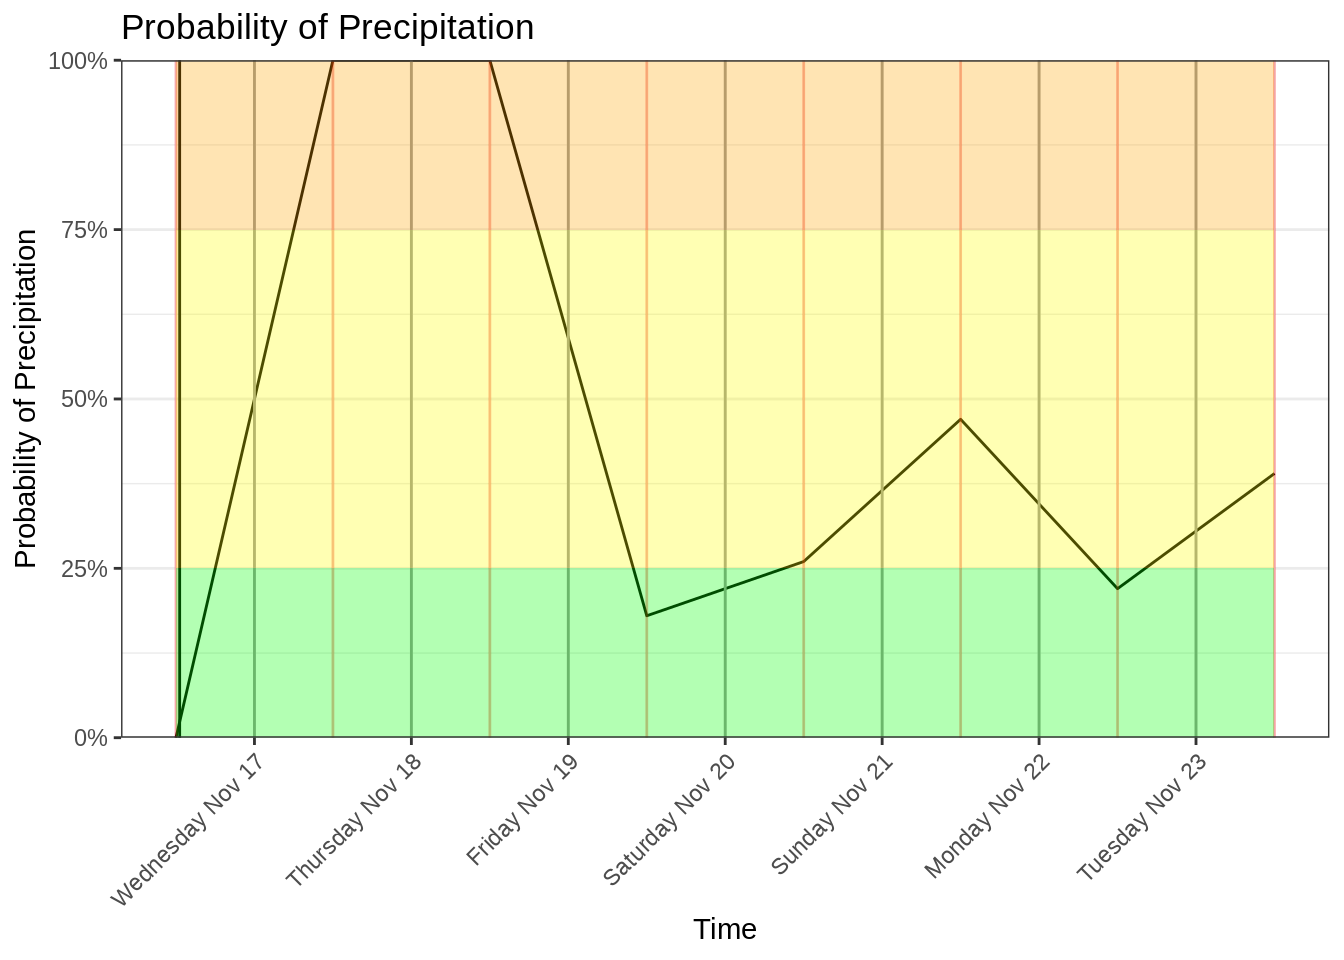 Probability of Precipitation
Probability of Precipitation
100%
75%
50%
25%
0%
Wednesday Nov 17
Thursday Nov 18
Friday Nov 19
Saturday Nov 20
Sunday Nov 21
Monday Nov 22
Tuesday Nov 23
Time